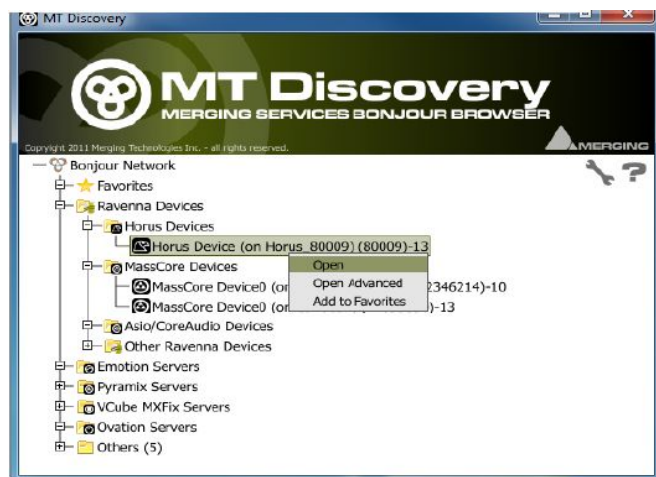 MT Discovery
MT Discovery
MERGING SERVICES BONJOUR BROWSER
Copyright 2011 Merging Technologies Inc. - all rights reserved.
MERGING
Bonjour Network
?
Favorites
Ravenna Devices
Horus Devices
Horus Device (on Horus_80009) (80009)-13
MassCore Devices
Open
MassCore Device0 (on
2346214)-10
Open Advanced
MassCore Device0 (on
)-13
Add to Favorites
Asio/CoreAudio Devices
Other Ravenna Devices
Emotion Servers
Pyramix Servers
VCube MXFix Servers
Ovation Servers
Others (5)